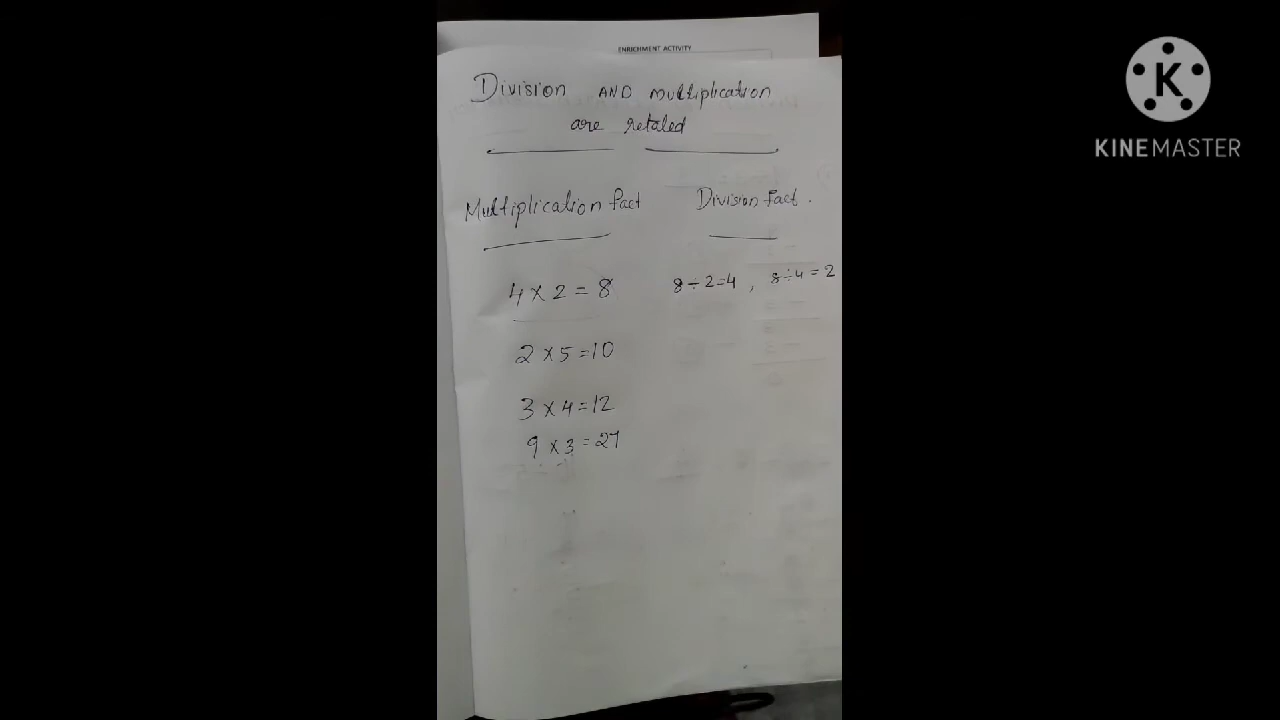 ENRICHMENT ACTIVITY
Division AND multiplication
are retaled
Multiplication fact Division fact.
4 × 2 = 8 8 ÷ 2 = 4 , 8 ÷ 4 = 2
2 × 5 = 10
3 × 4 = 12
9 × 3 = 27
K
KINEMASTER